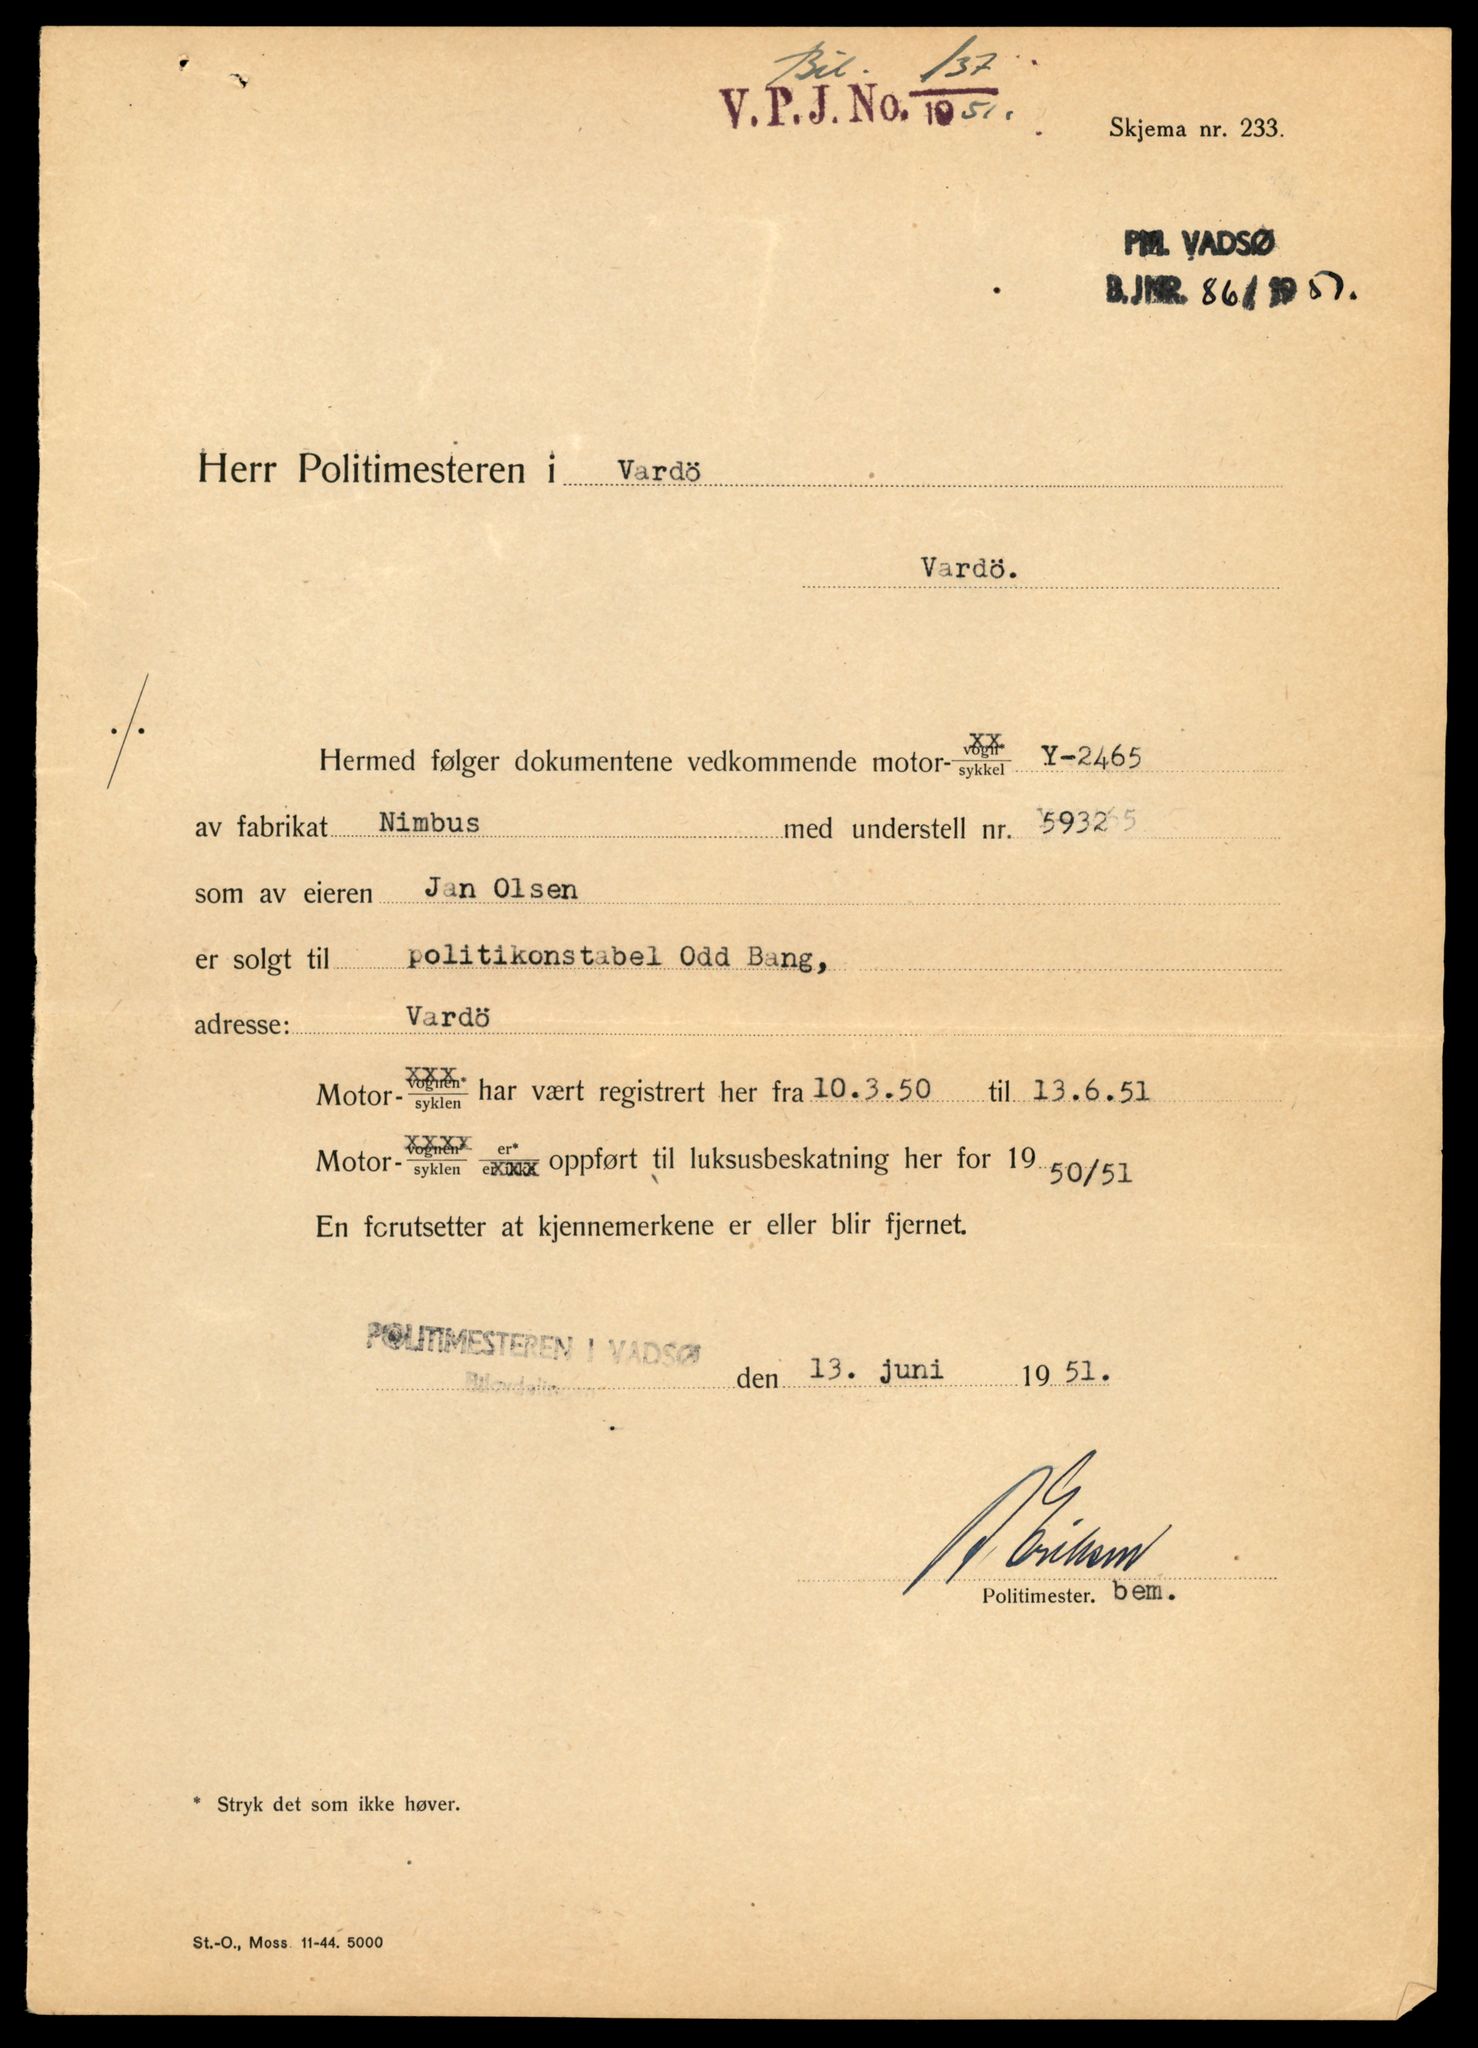 Bil. 137
V.P.J. No. 19 51.
Skjema nr. 233.
PM. VADSØ
B.JNR. 86/1951.
Herr Politimesteren i Vardö
Vardö.
./.
Hermed følger dokumentene vedkommende motor-vogn*/sykkel Y-2465
av fabrikat Nimbus med understell nr. 5932
som av eieren Jan Olsen
er solgt til politikonstabel Odd Bang,
adresse: Vardö
Motor-vognen*/syklen har vært registrert her fra 10.3.50 til 13.6.51
Motor-vognen*/syklen er*/er ikke oppført til luksusbeskatning her for 19 50/51
En forutsetter at kjennemerkene er eller blir fjernet.
POLITIMESTEREN I VADSØ
Bilavdelingen
den 13. juni 1951.
Eriksen
Politimester. bem.
* Stryk det som ikke høver.
St.-O., Moss. 11-44. 5000